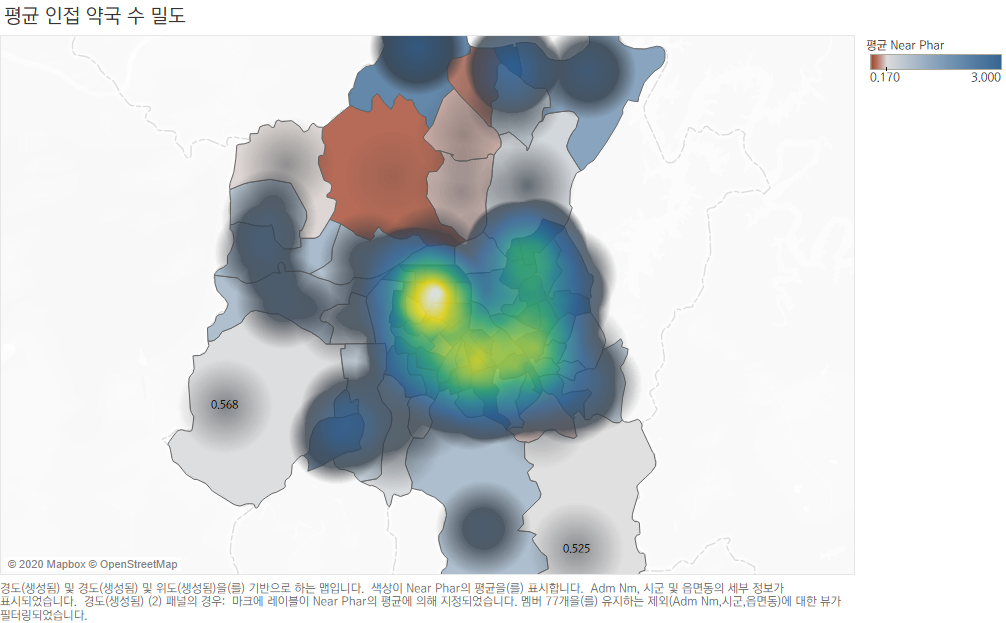 평균 인접 약국 수 밀도
평균 Near Phar
0.170 3.000
0.568
0.525
© 2020 Mapbox © OpenStreetMap
경도(생성됨) 및 경도(생성됨) 및 위도(생성됨)을(를) 기반으로 하는 맵입니다. 색상이 Near Phar의 평균을(를) 표시합니다. Adm Nm, 시군 및 읍면동의 세부 정보가
표시되었습니다. 경도(생성됨) (2) 패널의 경우: 마크에 레이블이 Near Phar의 평균에 의해 지정되었습니다. 멤버 77개을(를) 유지하는 제외(Adm Nm,시군,읍면동)에 대한 뷰가
필터링되었습니다.